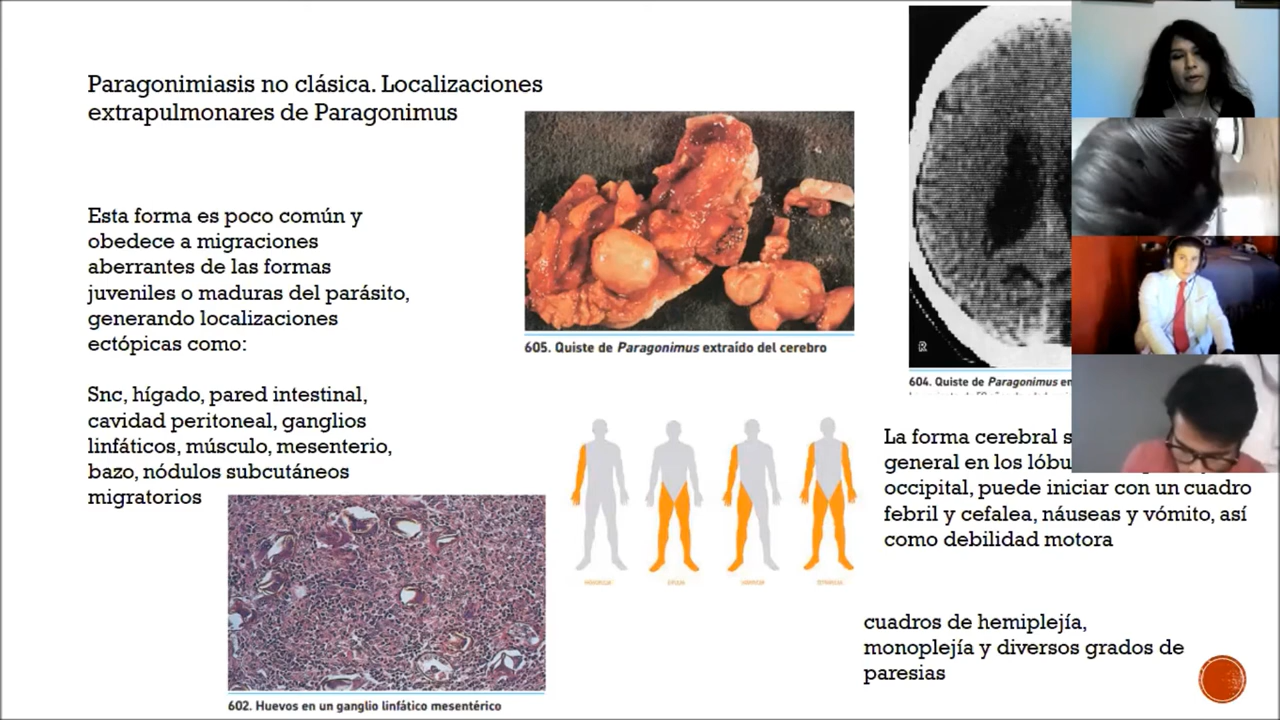 Paragonimiasis no clásica. Localizaciones
extrapulmonares de Paragonimus
Esta forma es poco común y
obedece a migraciones
aberrantes de las formas
juveniles o maduras del parásito,
generando localizaciones
ectópicas como:
Snc, hígado, pared intestinal,
cavidad peritoneal, ganglios
linfáticos, músculo, mesenterio,
bazo, nódulos subcutáneos
migratorios
605. Quiste de Paragonimus extraído del cerebro
R
604. Quiste de Paragonimus en
La forma cerebral
general en los
occipital, puede iniciar con un cuadro
febril y cefalea, náuseas y vómito, así
como debilidad motora
cuadros de hemiplejía,
monoplejía y diversos grados de
paresias
602. Huevos en un ganglio linfático mesentérico